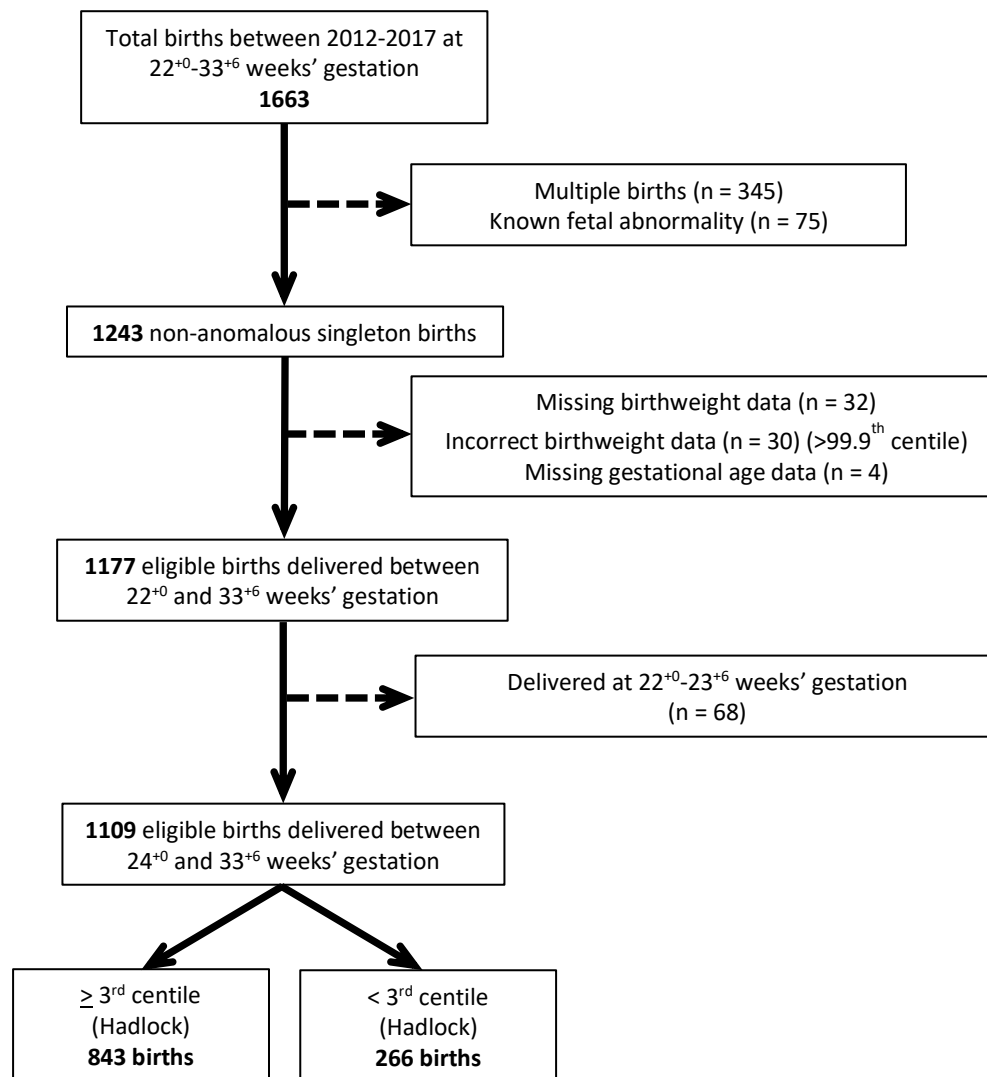 Total births between 2012-2017 at
22⁺⁰-33⁺⁶ weeks’ gestation
1663
Multiple births (n = 345)
Known fetal abnormality (n = 75)
1243 non-anomalous singleton births
Missing birthweight data (n = 32)
Incorrect birthweight data (n = 30) (>99.9ᵗʰ centile)
Missing gestational age data (n = 4)
1177 eligible births delivered between
22⁺⁰ and 33⁺⁶ weeks’ gestation
Delivered at 22⁺⁰-23⁺⁶ weeks’ gestation
(n = 68)
1109 eligible births delivered between
24⁺⁰ and 33⁺⁶ weeks’ gestation
≥ 3ʳᵈ centile
(Hadlock)
843 births
< 3ʳᵈ centile
(Hadlock)
266 births